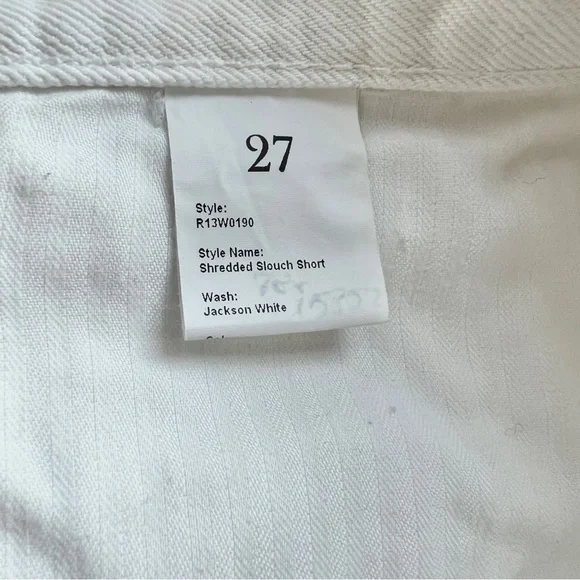 27
Style:
R13W0190
Style Name:
Shredded Slouch Short
Wash:
Jackson White